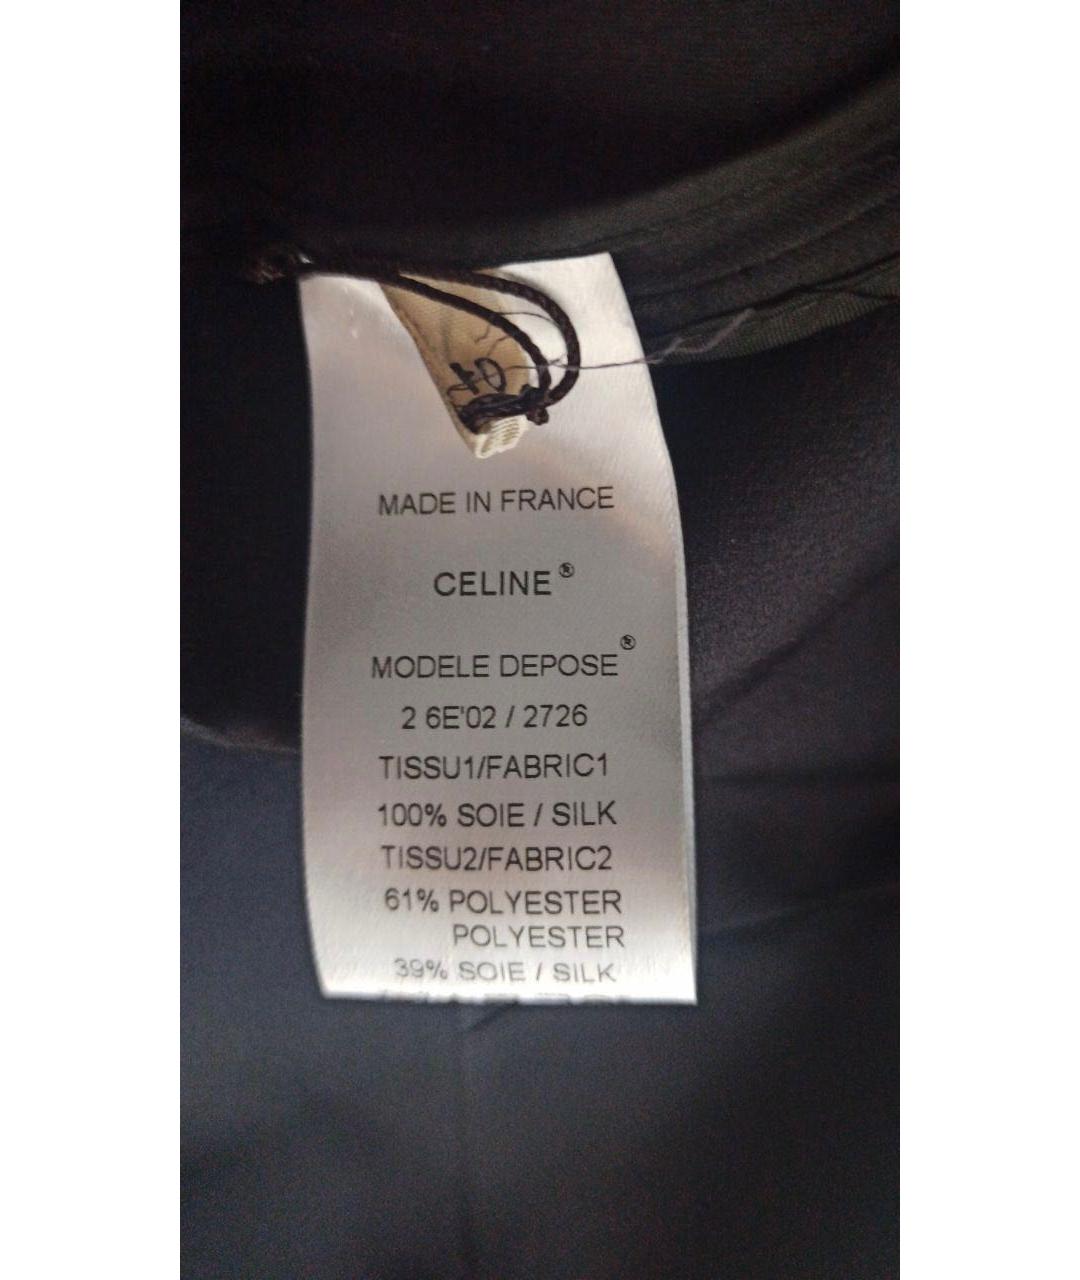 40
MADE IN FRANCE
CELINE®
MODELE DEPOSE®
2 6E'02 / 2726
TISSU1/FABRIC1
100% SOIE / SILK
TISSU2/FABRIC2
61% POLYESTER
POLYESTER
39% SOIE / SILK